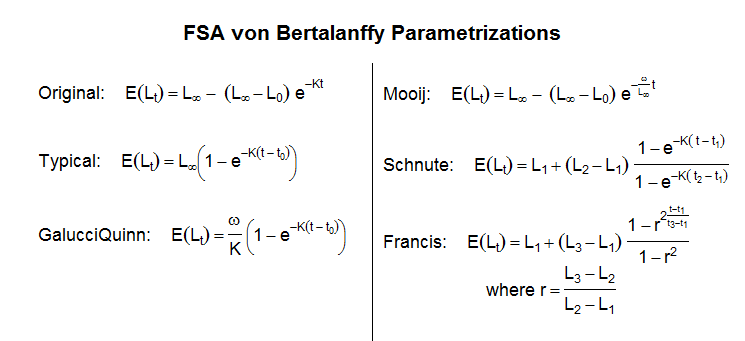 FSA von Bertalanffy Parametrizations
Original: E(Lₜ) = L∞ − (L∞ − L₀) e^(−Kt)
Typical: E(Lₜ) = L∞(1 − e^(−K(t − t₀)))
GalucciQuinn: E(Lₜ) = ω/K (1 − e^(−K(t − t₀)))
Mooij: E(Lₜ) = L∞ − (L∞ − L₀) e^(−(ω/L∞)t)
Schnute: E(Lₜ) = L₁ + (L₂ − L₁) (1 − e^(−K(t − t₁)))/(1 − e^(−K(t₂ − t₁)))
Francis: E(Lₜ) = L₁ + (L₃ − L₁) (1 − r^(2(t−t₁)/(t₃−t₁)))/(1 − r²)
where r = (L₃ − L₂)/(L₂ − L₁)